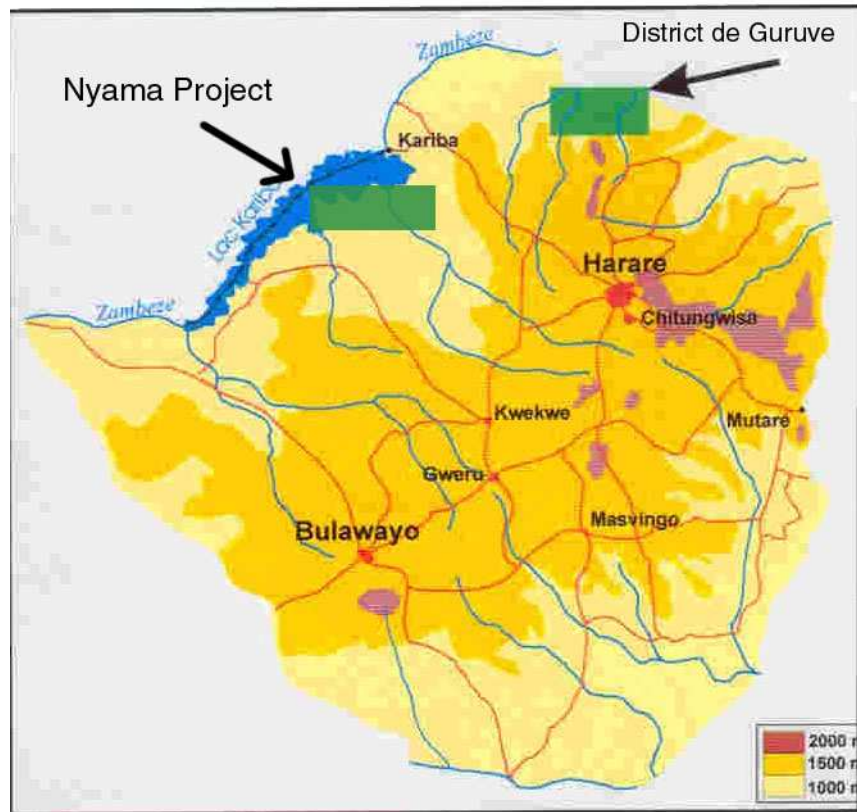 District de Guruve
Zambeze
Nyama Project
Kariba
Lac Kariba
Harare
Zambeze
Chitungwisa
Kwekwe
Mutare
Gweru
Masvingo
Bulawayo
2000
1500
1000